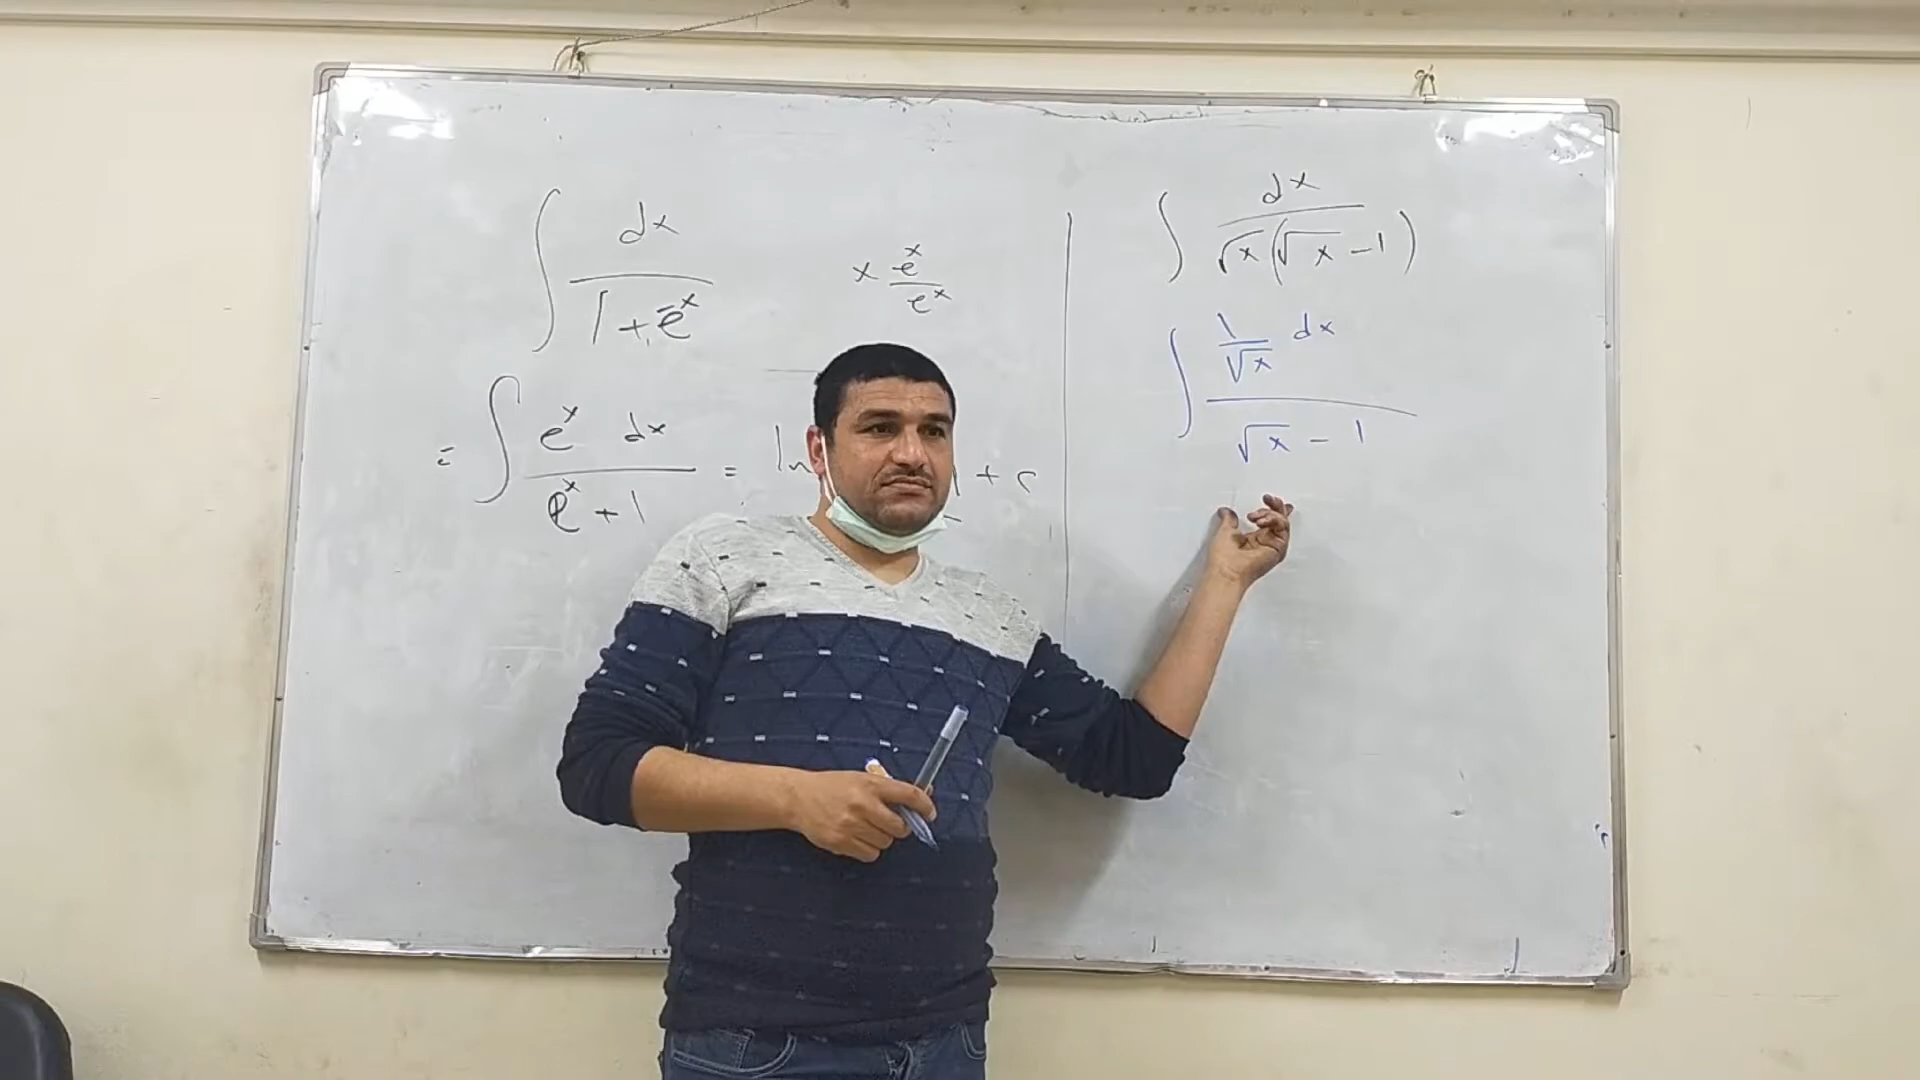 ∫ dx / (1 + e^-x)   × e^x / e^x
= ∫ e^x dx / (e^x + 1) = ln + c
∫ dx / (√x (√x - 1))
∫ (1/√x) dx / (√x - 1)